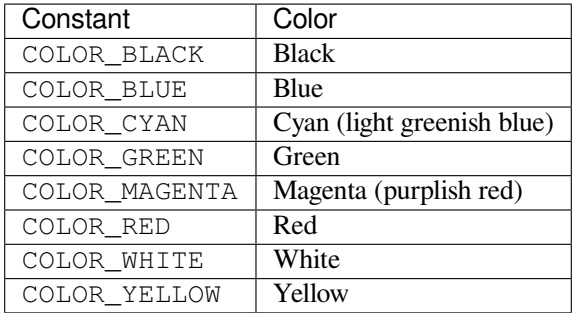 Constant Color
COLOR_BLACK Black
COLOR_BLUE Blue
COLOR_CYAN Cyan (light greenish blue)
COLOR_GREEN Green
COLOR_MAGENTA Magenta (purplish red)
COLOR_RED Red
COLOR_WHITE White
COLOR_YELLOW Yellow